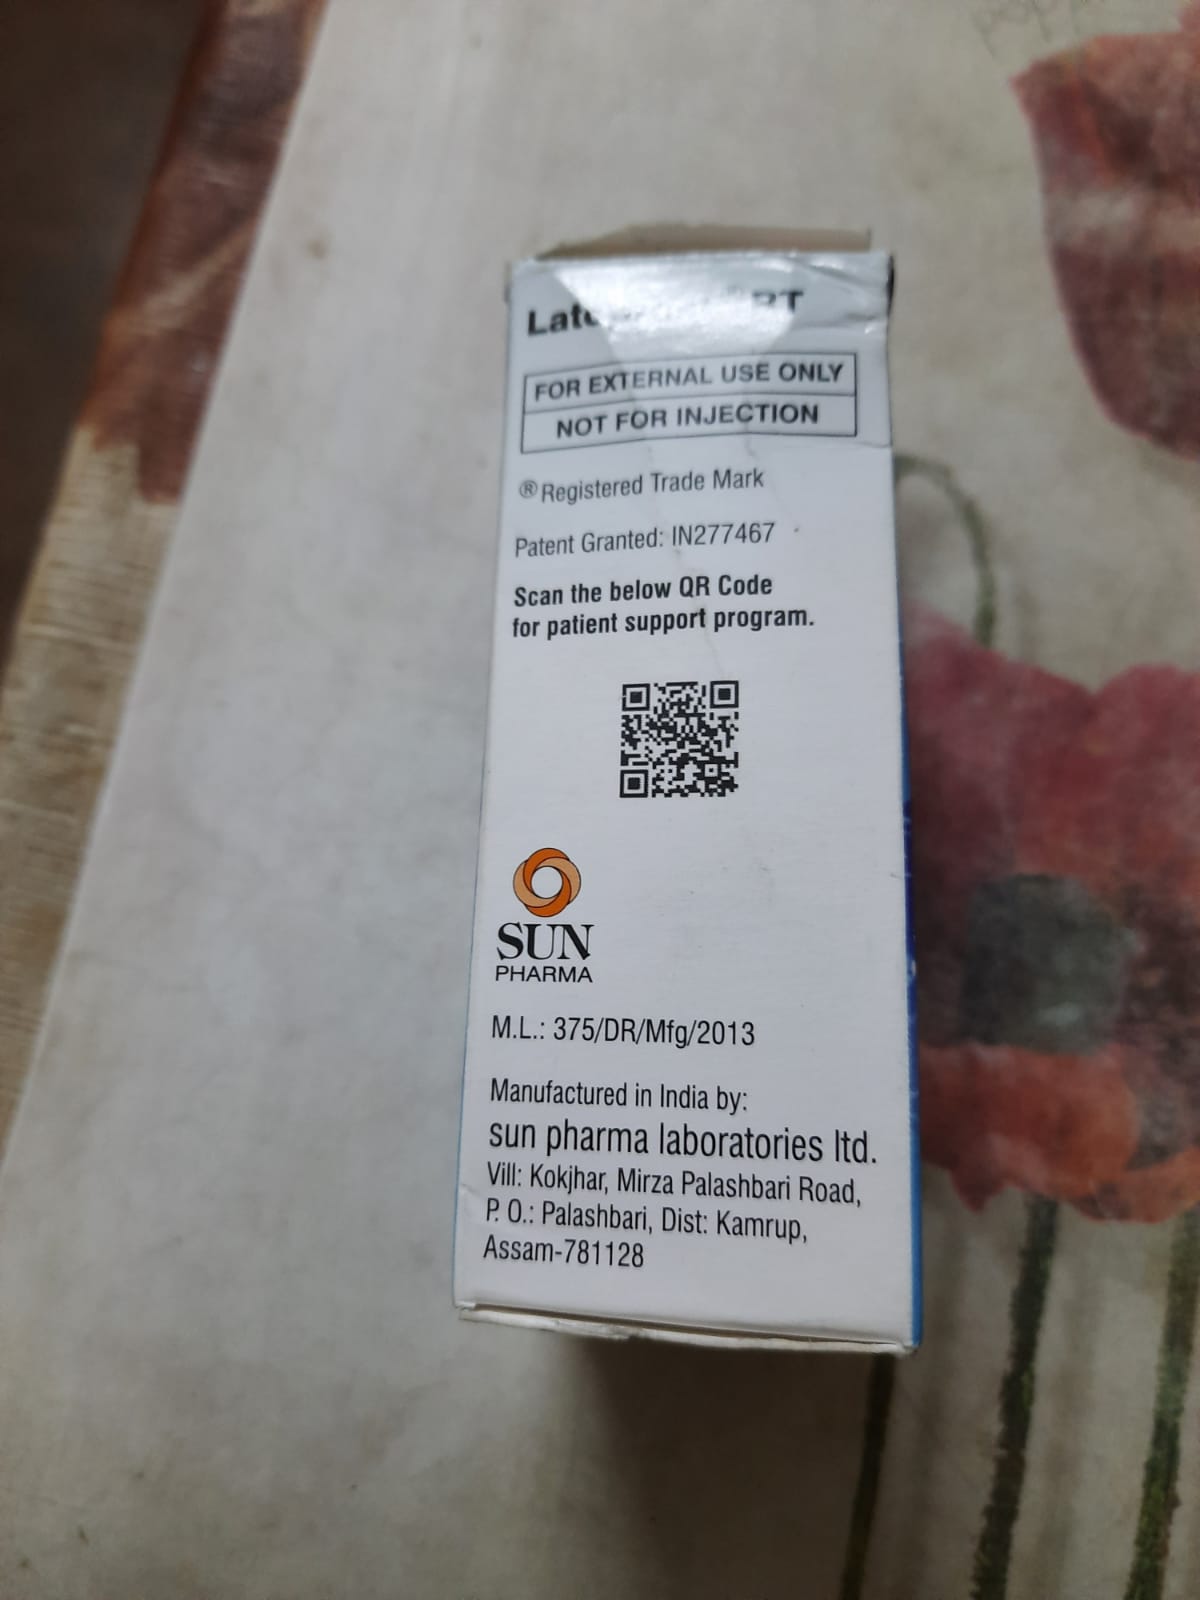 FOR EXTERNAL USE ONLY
NOT FOR INJECTION
® Registered Trade Mark
Patent Granted: IN277467
Scan the below QR Code
for patient support program.
SUN
PHARMA
M.L.: 375/DR/Mfg/2013
Manufactured in India by:
sun pharma laboratories ltd.
Vill: Kokjhar, Mirza Palashbari Road,
P. O.: Palashbari, Dist: Kamrup,
Assam-781128